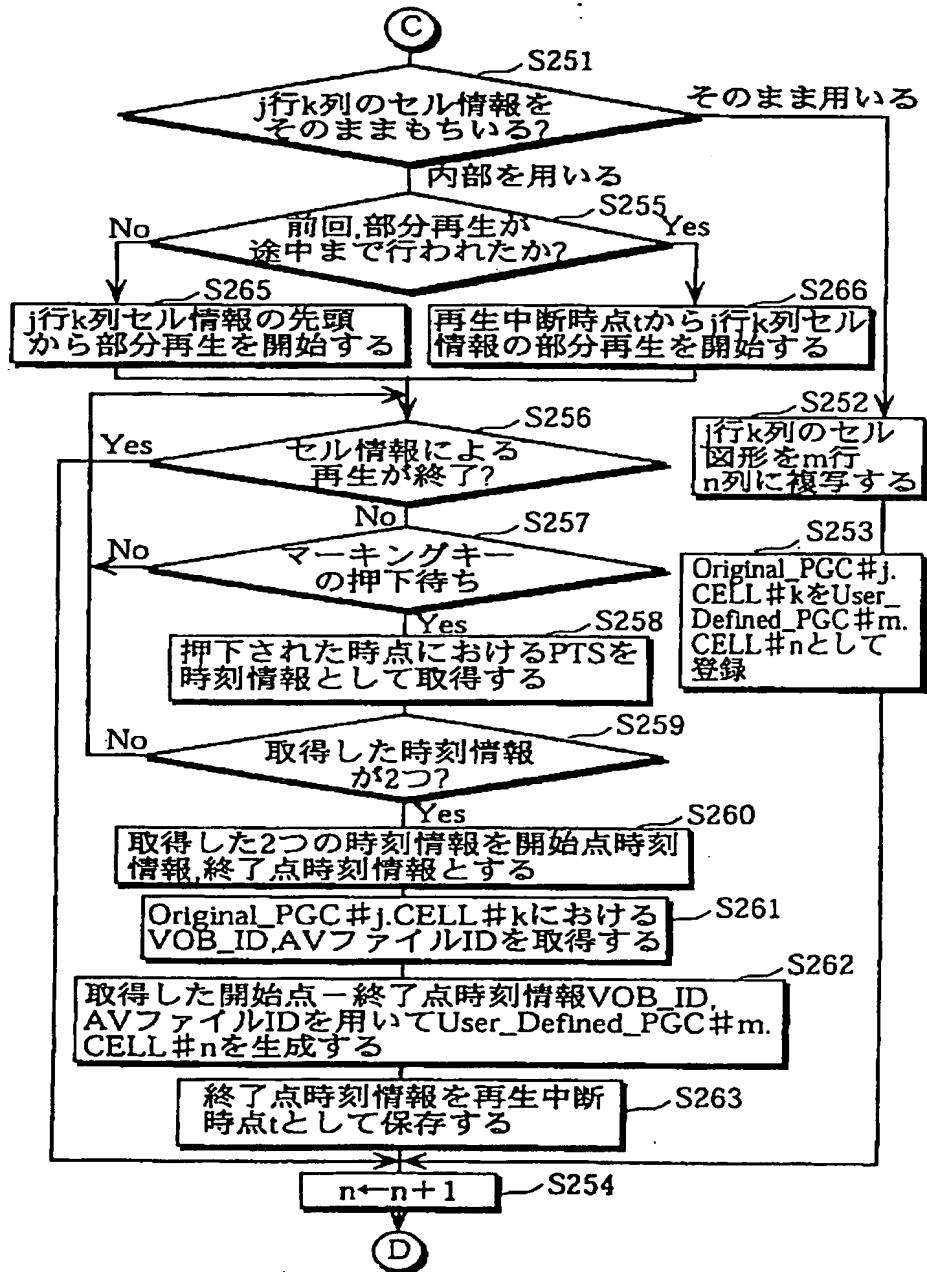 C
S251
j行k列のセル情報を
そのままもちいる?
そのまま用いる
内部を用いる
S255
前回,部分再生が
途中まで行われたか?
No
Yes
S265
j行k列セル情報の先頭
から部分再生を開始する
S266
再生中断時点tからj行k列セル
情報の部分再生を開始する
S252
j行k列のセル
図形をm行
n列に複写する
S256
セル情報による
再生が終了?
Yes
No
S257
マーキングキー
の押下待ち
No
Yes
S253
Original_PGC#j.
CELL#kをUser_
Defined_PGC#m.
CELL#nとして
登録
S258
押下された時点におけるPTSを
時刻情報として取得する
S259
取得した時刻情報
が2つ?
No
Yes
S260
取得した2つの時刻情報を開始点時刻
情報,終了点時刻情報とする
S261
Original_PGC#j.CELL#kにおける
VOB_ID,AVファイルIDを取得する
S262
取得した開始点-終了点時刻情報VOB_ID,
AVファイルIDを用いてUser_Defined_PGC#m.
CELL#nを生成する
S263
終了点時刻情報を再生中断
時点tとして保存する
S254
n←n+1
D